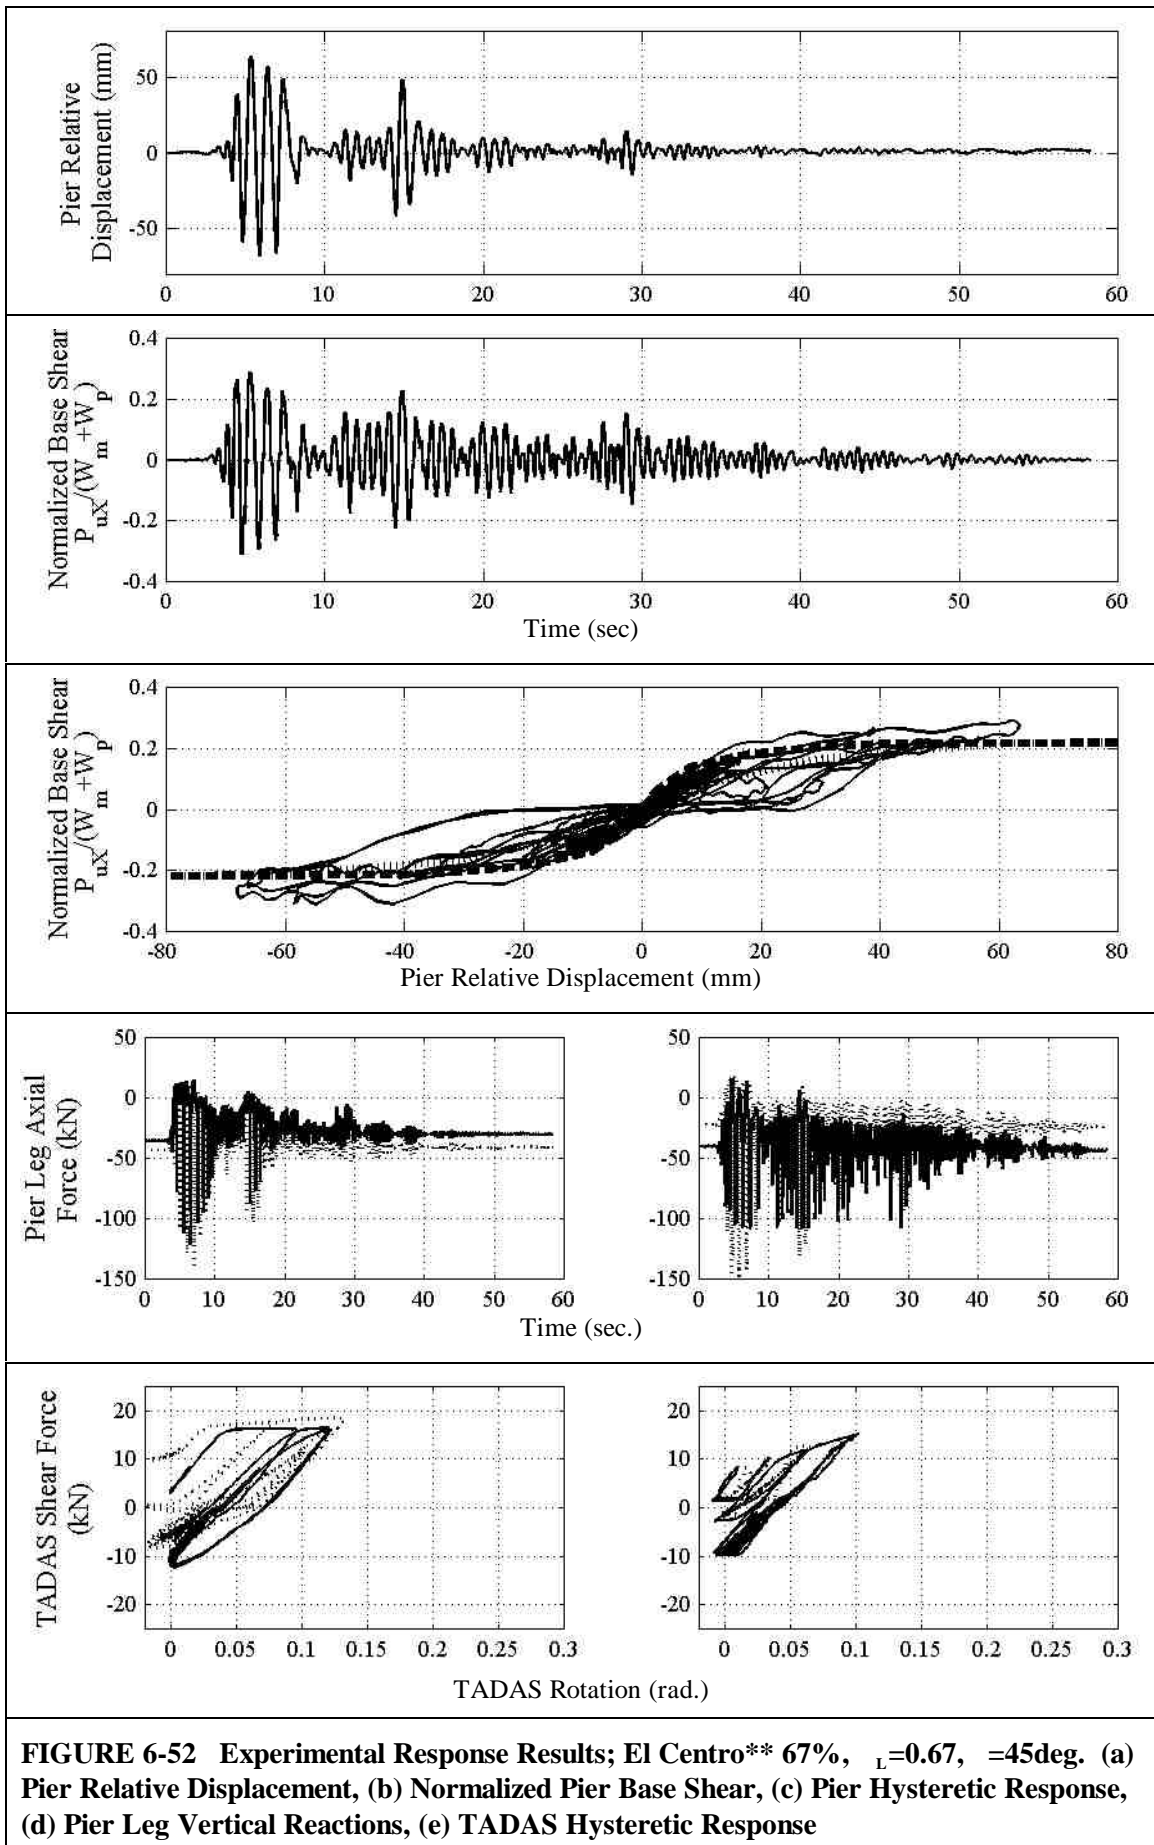 Pier Relative
Displacement (mm)
50
0
-50
0 10 20 30 40 50 60
Normalized Base Shear
P_uX/(W_m+W_p)
0.4
0.2
0
-0.2
-0.4
0 10 20 30 40 50 60
Time (sec)
Normalized Base Shear
P_uX/(W_m+W_p)
0.4
0.2
0
-0.2
-0.4
-80 -60 -40 -20 0 20 40 60 80
Pier Relative Displacement (mm)
Pier Leg Axial
Force (kN)
50
0
-50
-100
-150
0 10 20 30 40 50 60
50
0
-50
-100
-150
0 10 20 30 40 50 60
Time (sec.)
TADAS Shear Force
(kN)
20
10
0
-10
-20
0 0.05 0.1 0.15 0.2 0.25 0.3
20
10
0
-10
-20
0 0.05 0.1 0.15 0.2 0.25 0.3
TADAS Rotation (rad.)
FIGURE 6-52 Experimental Response Results; El Centro** 67%, _L=0.67, =45deg. (a)
Pier Relative Displacement, (b) Normalized Pier Base Shear, (c) Pier Hysteretic Response,
(d) Pier Leg Vertical Reactions, (e) TADAS Hysteretic Response